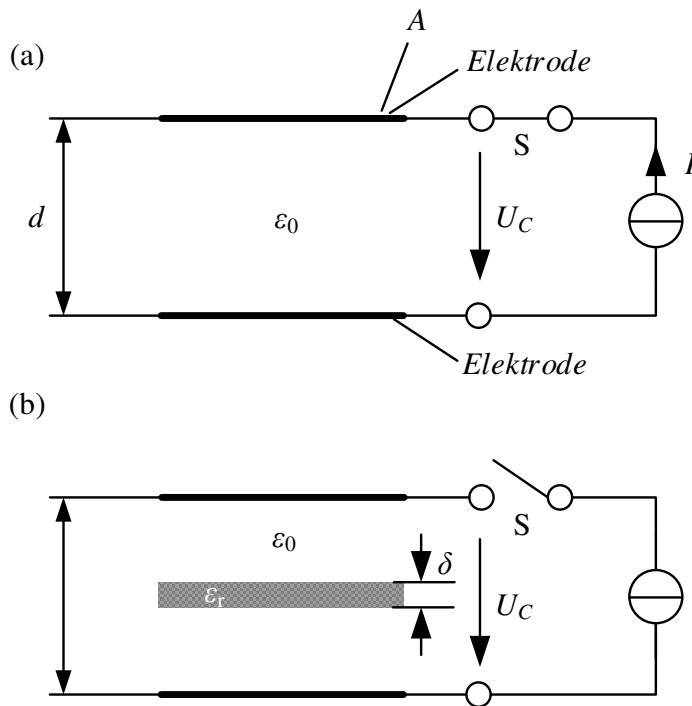 (a)
A
Elektrode
S
I
d
ε0
UC
Elektrode
(b)
S
ε0
δ
εr
UC